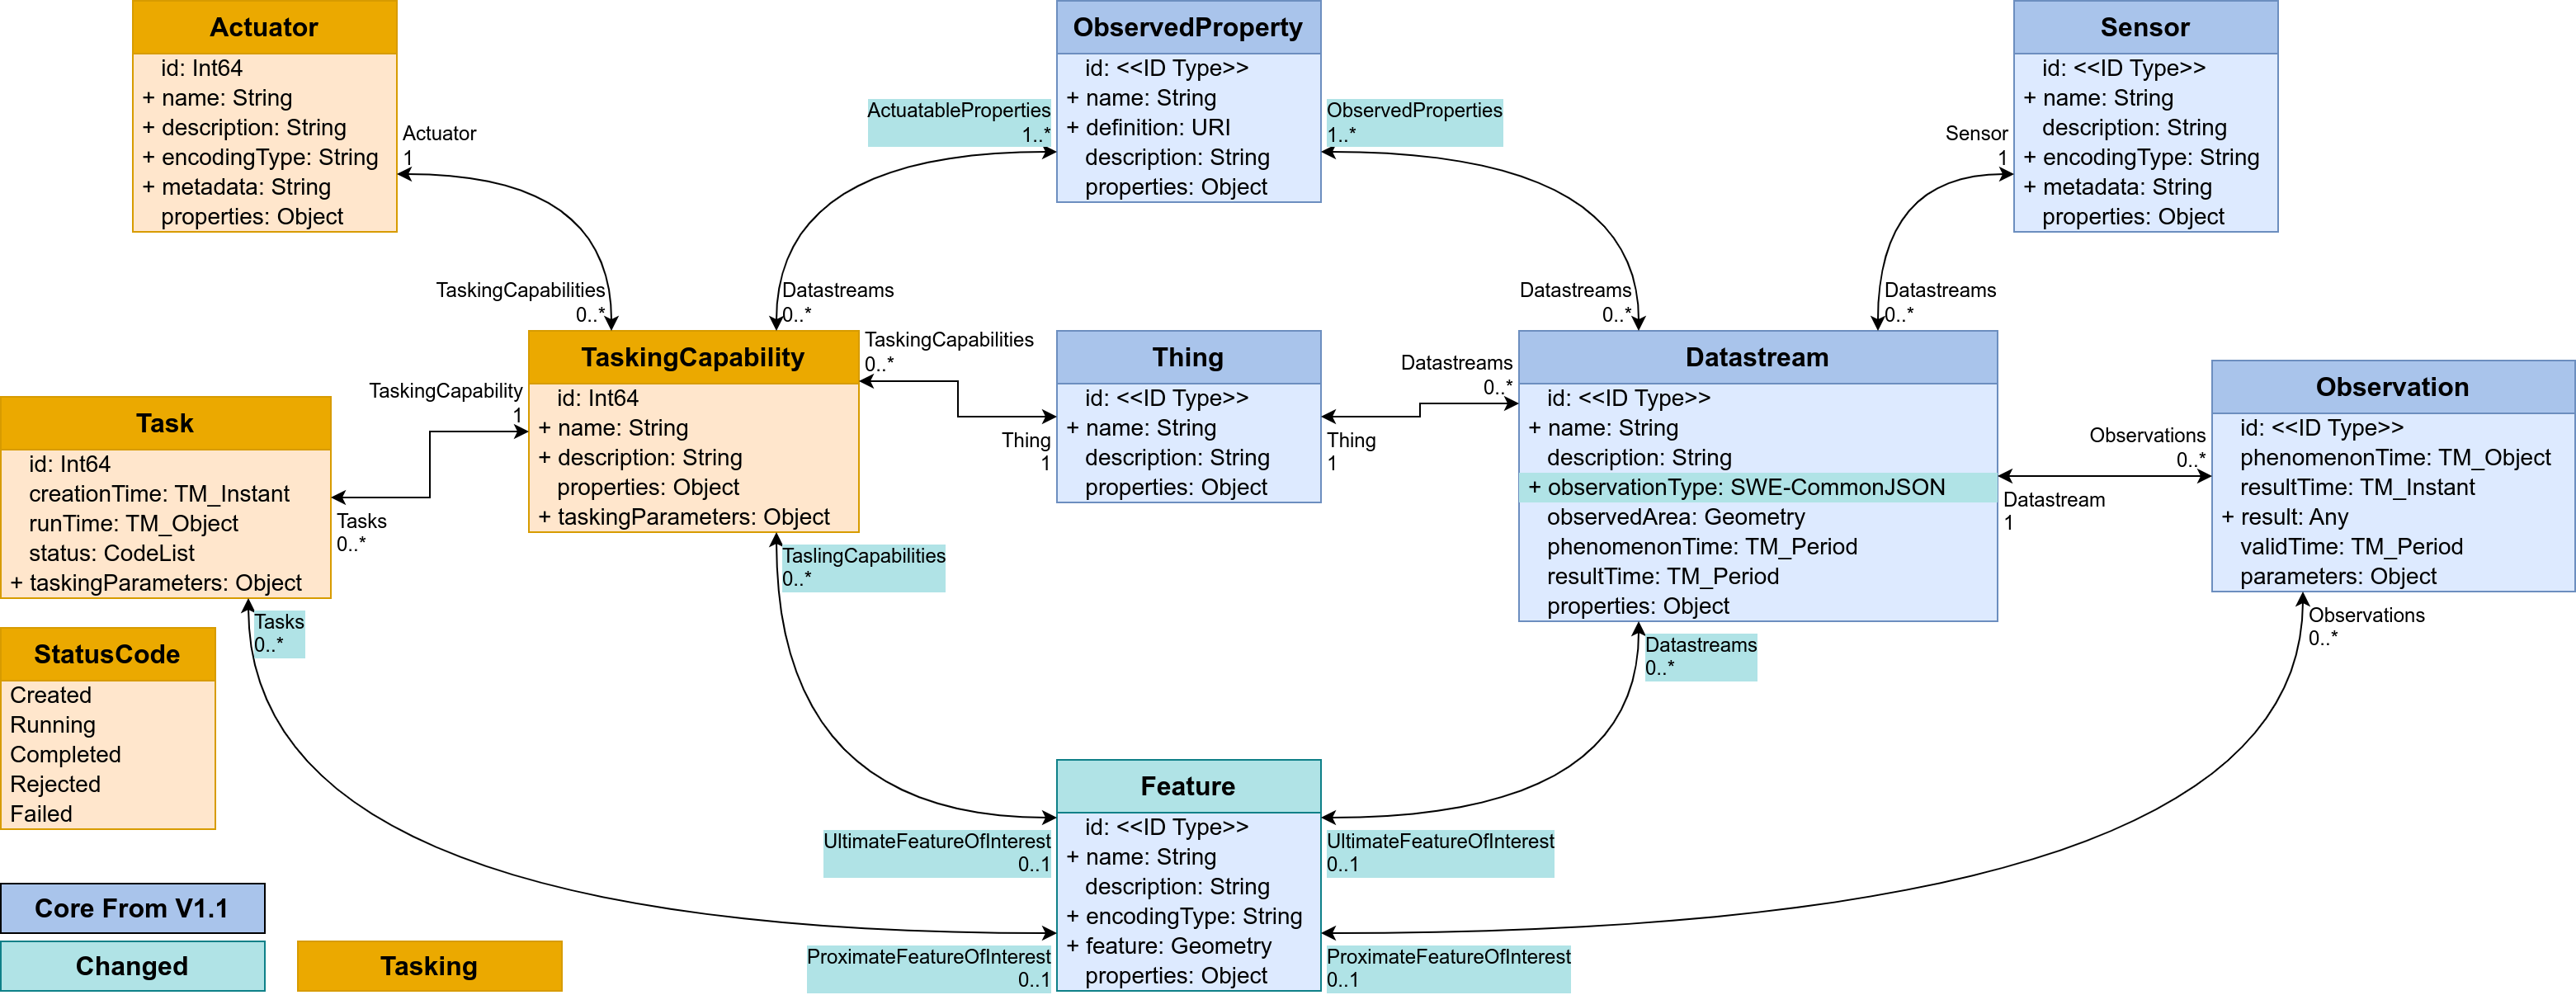 Actuator
id: Int64
+ name: String
+ description: String
+ encodingType: String
+ metadata: String
properties: Object
ObservedProperty
id: <<ID Type>>
+ name: String
+ definition: URI
description: String
properties: Object
Sensor
id: <<ID Type>>
+ name: String
description: String
+ encodingType: String
+ metadata: String
properties: Object
Actuator
1
ActuatableProperties
1..*
ObservedProperties
1..*
Sensor
1
TaskingCapabilities
0..*
Datastreams
0..*
Datastreams
0..*
Datastreams
0..*
TaskingCapability
id: Int64
+ name: String
+ description: String
properties: Object
+ taskingParameters: Object
TaskingCapabilities
0..*
Thing
1
Thing
id: <<ID Type>>
+ name: String
description: String
properties: Object
Datastreams
0..*
Thing
1
Datastream
id: <<ID Type>>
+ name: String
description: String
+ observationType: SWE-CommonJSON
observedArea: Geometry
phenomenonTime: TM_Period
resultTime: TM_Period
properties: Object
Observations
0..*
Datastream
1
Observation
id: <<ID Type>>
phenomenonTime: TM_Object
resultTime: TM_Instant
+ result: Any
validTime: TM_Period
parameters: Object
TaskingCapability
1
Task
id: Int64
creationTime: TM_Instant
runTime: TM_Object
status: CodeList
+ taskingParameters: Object
Tasks
0..*
TaslingCapabilities
0..*
Tasks
0..*
Datastreams
0..*
Observations
0..*
StatusCode
Created
Running
Completed
Rejected
Failed
Feature
id: <<ID Type>>
+ name: String
description: String
+ encodingType: String
+ feature: Geometry
properties: Object
UltimateFeatureOfInterest
0..1
UltimateFeatureOfInterest
0..1
ProximateFeatureOfInterest
0..1
ProximateFeatureOfInterest
0..1
Core From V1.1
Changed
Tasking